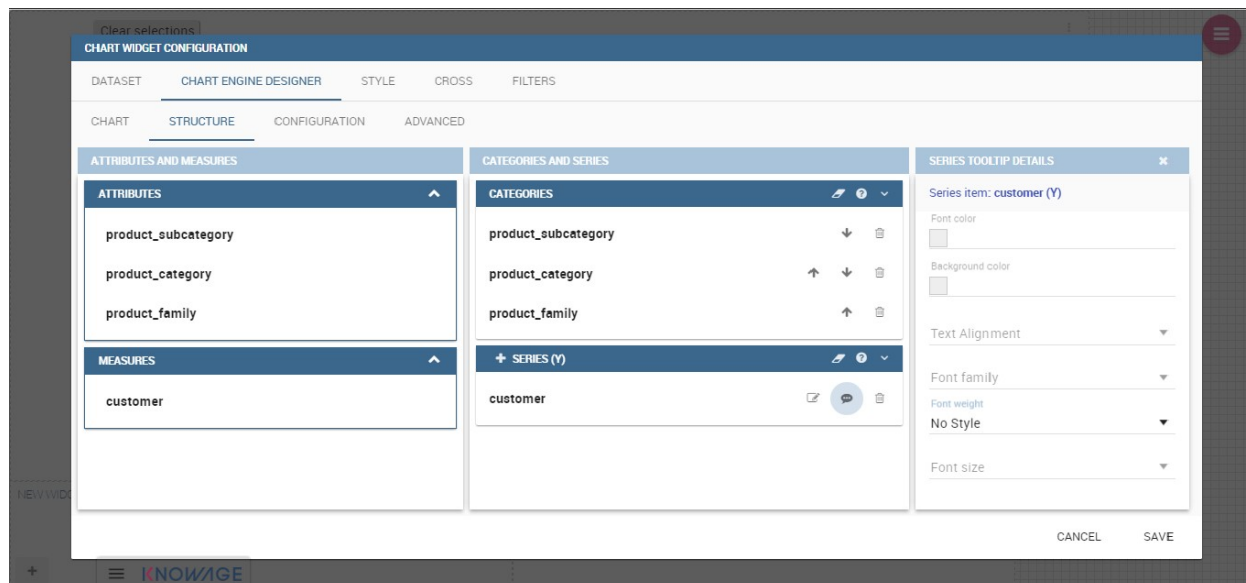 Clear selections
CHART WIDGET CONFIGURATION
DATASET CHART ENGINE DESIGNER STYLE CROSS FILTERS
CHART STRUCTURE CONFIGURATION ADVANCED
ATTRIBUTES AND MEASURES
ATTRIBUTES
product_subcategory
product_category
product_family
MEASURES
customer
CATEGORIES AND SERIES
CATEGORIES
product_subcategory
product_category
product_family
SERIES (Y)
customer
SERIES TOOLTIP DETAILS
Series item: customer (Y)
Font color
Background color
Text Alignment
Font family
Font weight
No Style
Font size
CANCEL SAVE
NEW
KNOWAGE